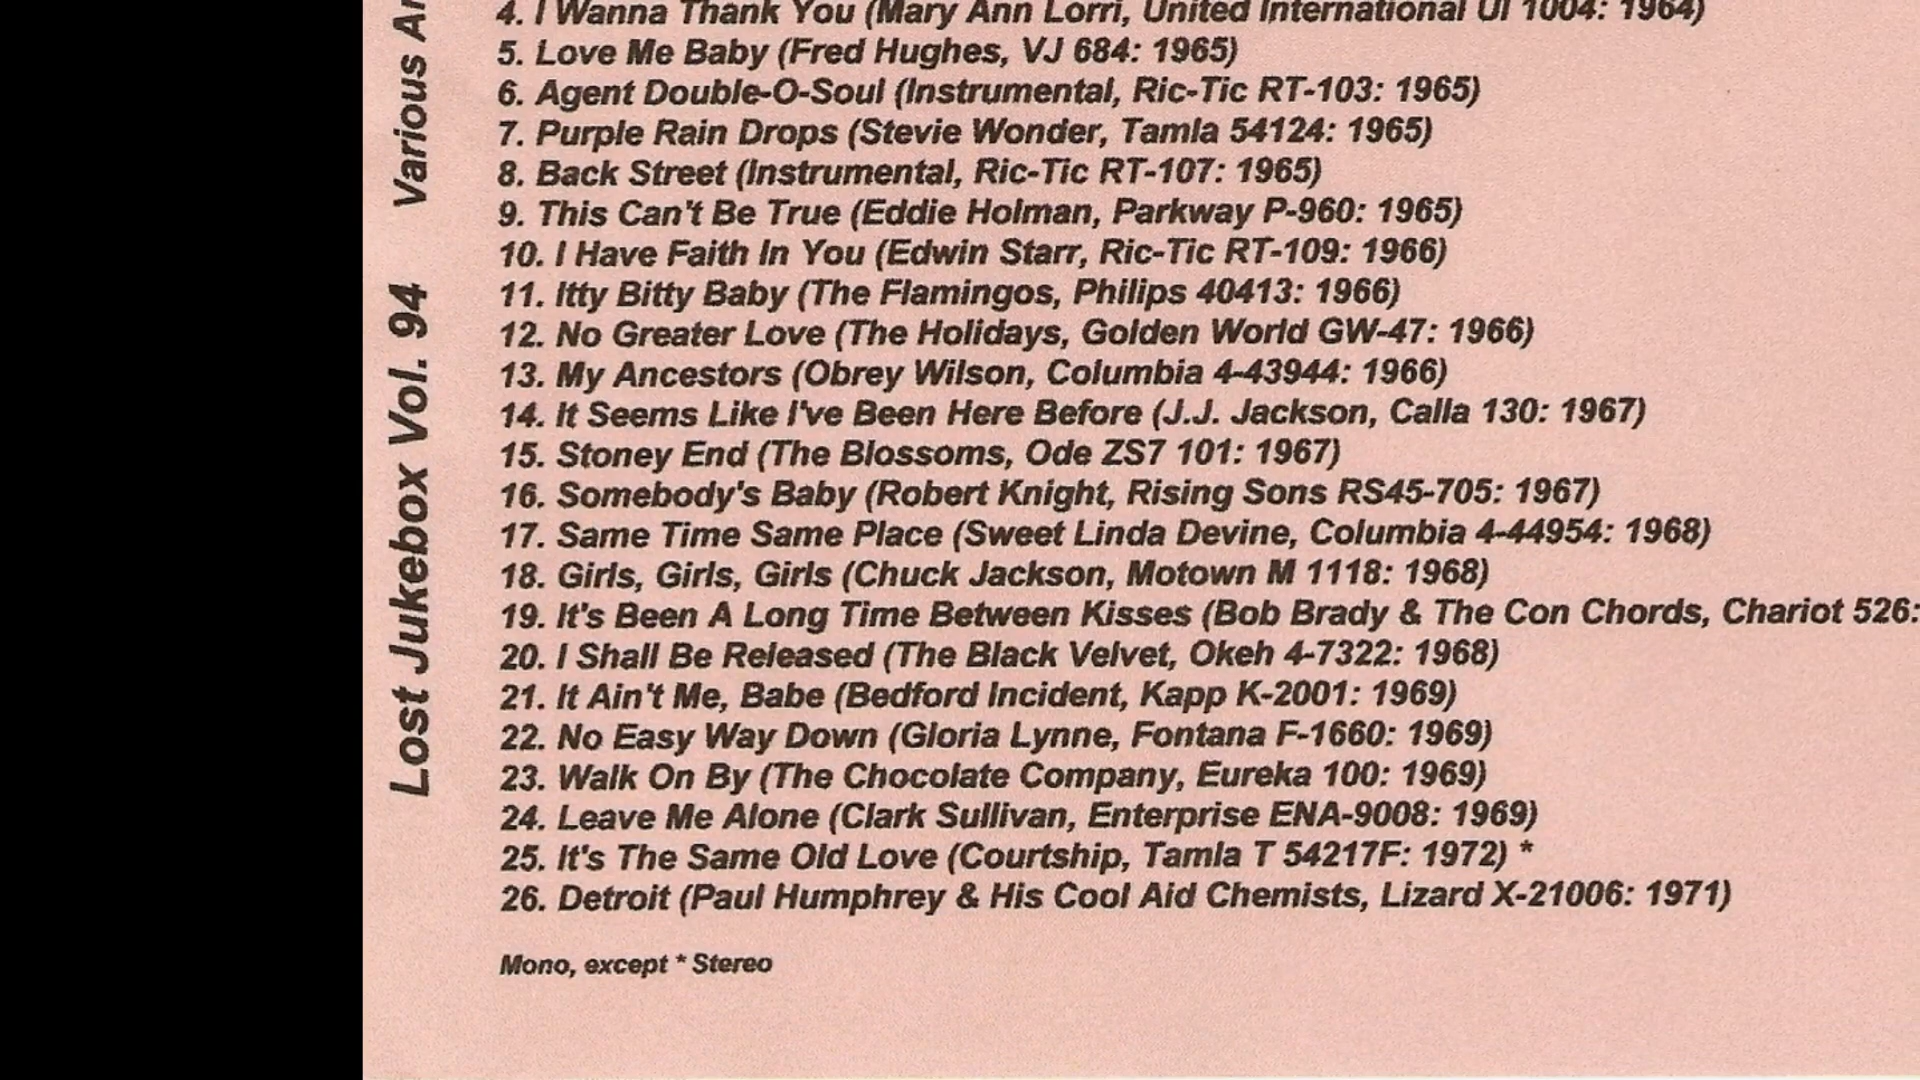 4. I Wanna Thank You (Mary Ann Lorri, United International UI 1004: 1964)
5. Love Me Baby (Fred Hughes, VJ 684: 1965)
6. Agent Double-O-Soul (Instrumental, Ric-Tic RT-103: 1965)
7. Purple Rain Drops (Stevie Wonder, Tamla 54124: 1965)
8. Back Street (Instrumental, Ric-Tic RT-107: 1965)
9. This Can't Be True (Eddie Holman, Parkway P-960: 1965)
10. I Have Faith In You (Edwin Starr, Ric-Tic RT-109: 1966)
11. Itty Bitty Baby (The Flamingos, Philips 40413: 1966)
12. No Greater Love (The Holidays, Golden World GW-47: 1966)
13. My Ancestors (Obrey Wilson, Columbia 4-43944: 1966)
14. It Seems Like I've Been Here Before (J.J. Jackson, Calla 130: 1967)
15. Stoney End (The Blossoms, Ode ZS7 101: 1967)
16. Somebody's Baby (Robert Knight, Rising Sons RS45-705: 1967)
17. Same Time Same Place (Sweet Linda Devine, Columbia 4-44954: 1968)
18. Girls, Girls, Girls (Chuck Jackson, Motown M 1118: 1968)
19. It's Been A Long Time Between Kisses (Bob Brady & The Con Chords, Chariot 526:
20. I Shall Be Released (The Black Velvet, Okeh 4-7322: 1968)
21. It Ain't Me, Babe (Bedford Incident, Kapp K-2001: 1969)
22. No Easy Way Down (Gloria Lynne, Fontana F-1660: 1969)
23. Walk On By (The Chocolate Company, Eureka 100: 1969)
24. Leave Me Alone (Clark Sullivan, Enterprise ENA-9008: 1969)
25. It's The Same Old Love (Courtship, Tamla T 54217F: 1972) *
26. Detroit (Paul Humphrey & His Cool Aid Chemists, Lizard X-21006: 1971)
Mono, except * Stereo
Lost Jukebox Vol. 94 Various